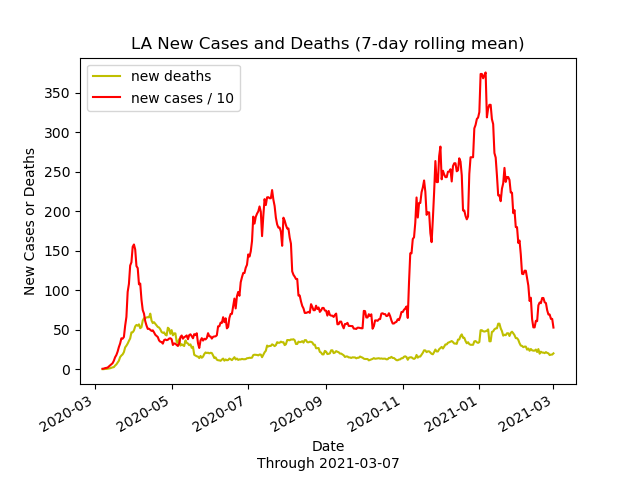 LA New Cases and Deaths (7-day rolling mean)
new deaths
new cases / 10
New Cases or Deaths
350
300
250
200
150
100
50
0
2020-03
2020-05
2020-07
2020-09
2020-11
2021-01
2021-03
Date
Through 2021-03-07